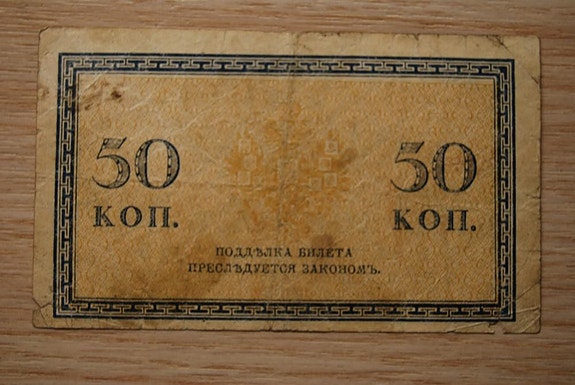 50 50
КОП. КОП.
ПОДДѢЛКА БИЛЕТА
ПРЕСЛѢДУЕТСЯ ЗАКОНОМЪ.